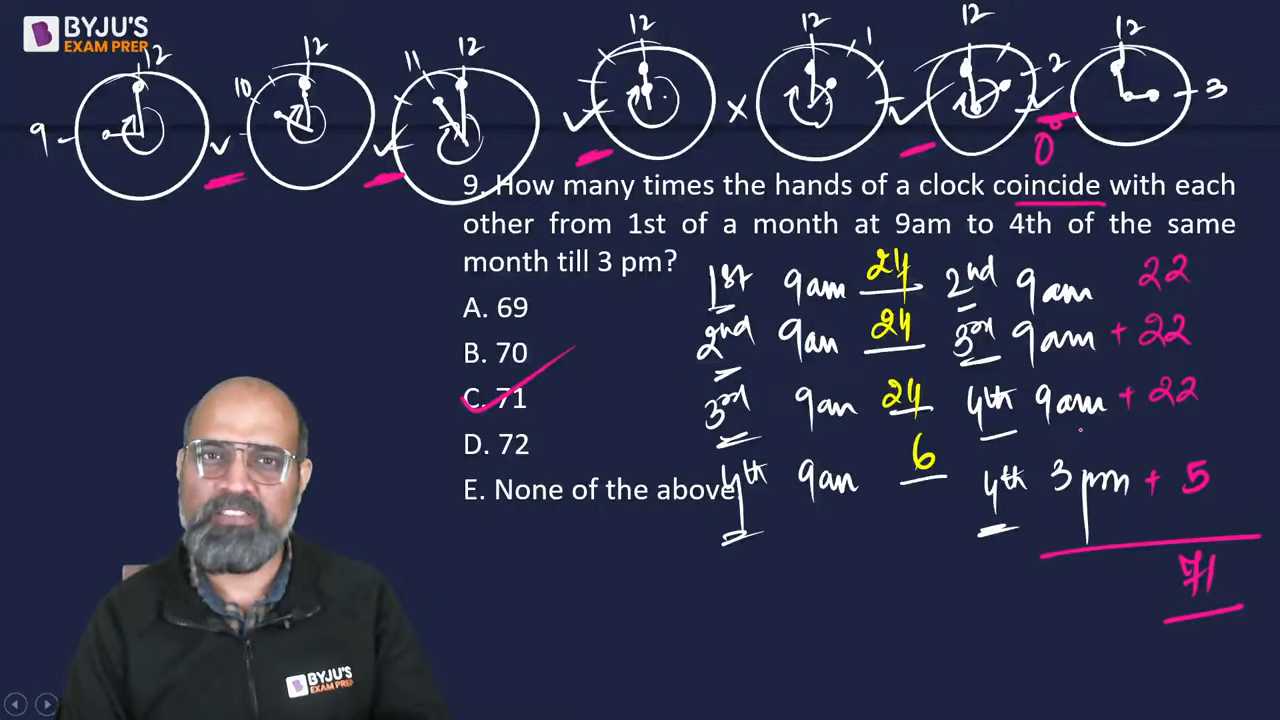 BYJU'S
EXAM PREP
12
12
11
12
12
12
1
12
2
12
3
10
9
0°
9. How many times the hands of a clock coincide with each
other from 1st of a month at 9am to 4th of the same
month till 3 pm?
A. 69
B. 70
C. 71
D. 72
E. None of the above
1st 9am 24 2nd 9am 22
2nd 9am 24 3rd 9am + 22
3rd 9am 24 4th 9am + 22
4th 9am 6 4th 3pm + 5
71
BYJU'S
EXAM PREP